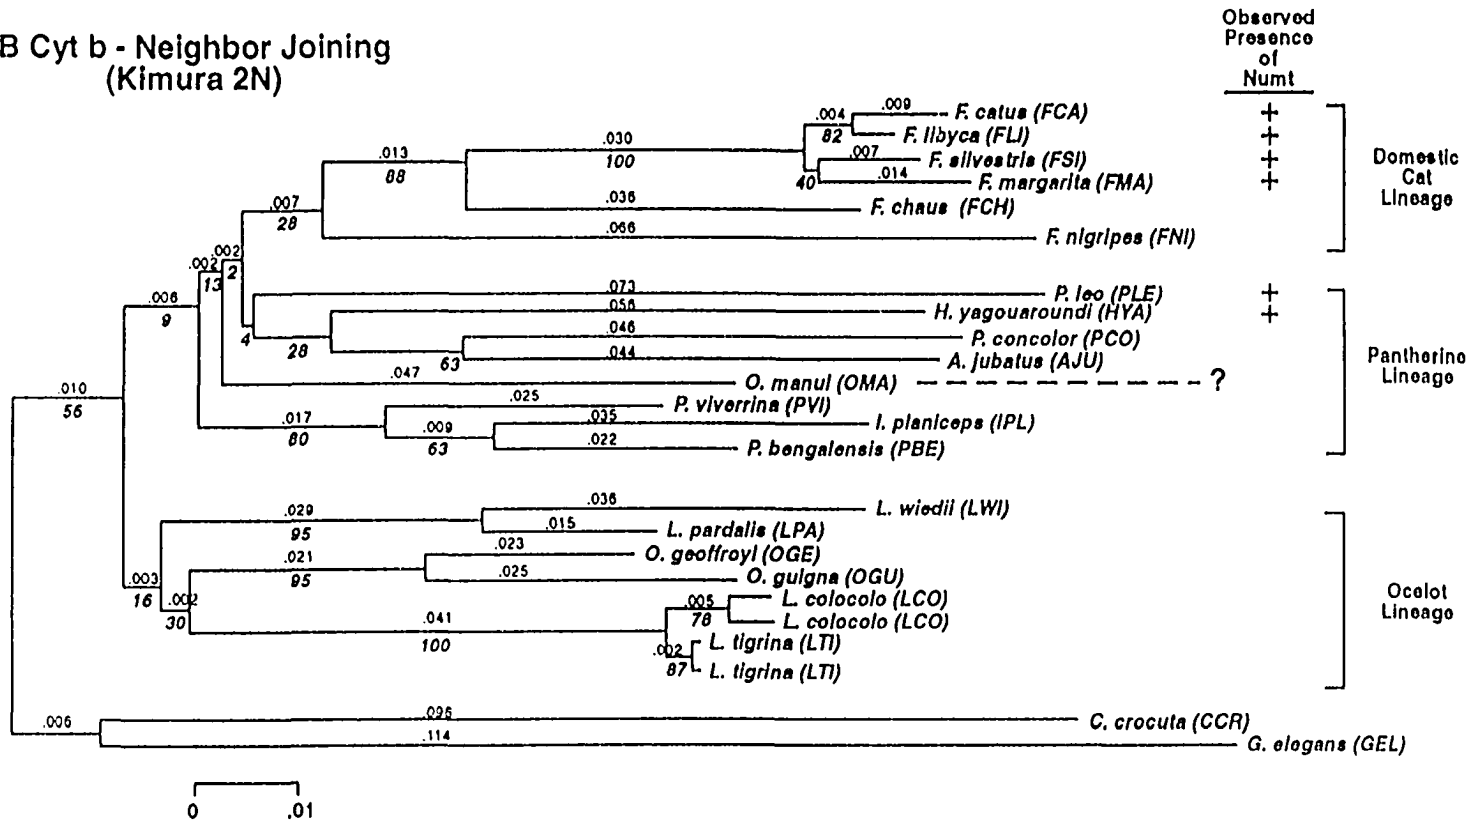 B Cyt b - Neighbor Joining
(Kimura 2N)
Observed
Presence
of
Numt
.004
.009
F. catus (FCA)
+
82
F. libyca (FLI)
+
.030
100
.007
F. silvestris (FSI)
+
.013
88
40
.014
F. margarita (FMA)
+
.036
F. chaus (FCH)
.007
28
.066
F. nigripes (FNI)
Domestic
Cat
Lineage
.002
2
.002
13
.073
P. leo (PLE)
+
.006
9
.056
H. yagouaroundi (HYA)
+
4
28
.046
P. concolor (PCO)
63
.044
A. jubatus (AJU)
.047
O. manul (OMA)
?
Pantherine
Lineage
.010
56
.025
P. viverrina (PVI)
.017
80
.009
63
.035
I. planiceps (IPL)
.022
P. bengalensis (PBE)
.029
95
.036
L. wiedii (LWI)
.015
L. pardalis (LPA)
.021
95
.023
O. geoffroyi (OGE)
.025
O. guigna (OGU)
.003
16
.002
30
.041
100
.005
78
L. colocolo (LCO)
L. colocolo (LCO)
.002
87
L. tigrina (LTI)
L. tigrina (LTI)
Ocelot
Lineage
.006
.096
C. crocuta (CCR)
.114
G. elegans (GEL)
0
.01